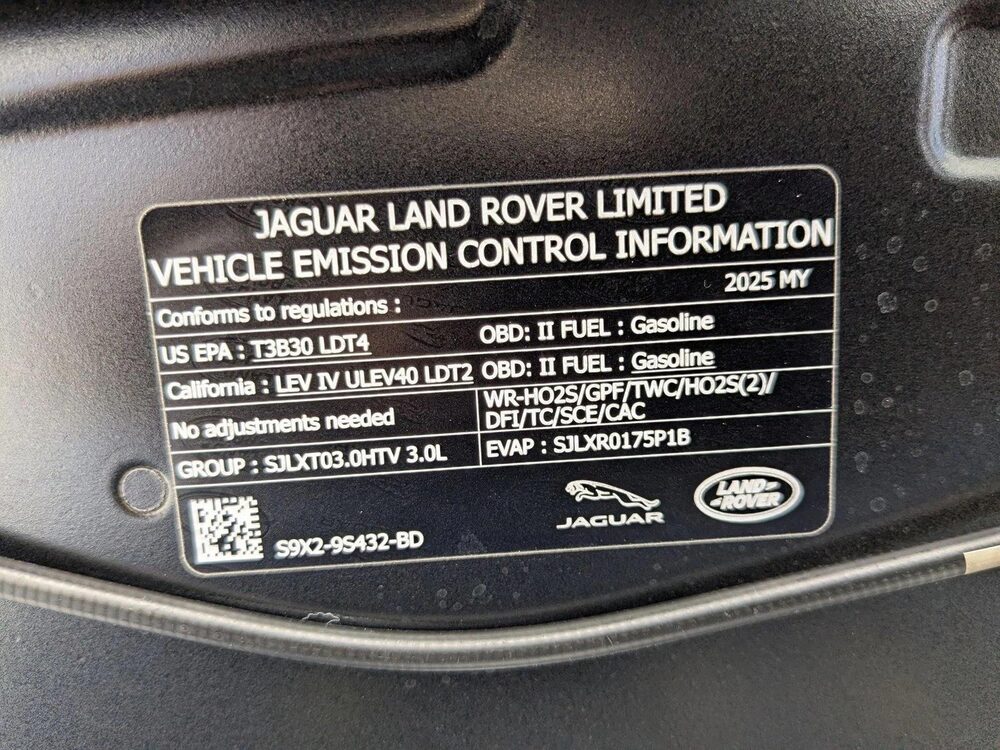 JAGUAR LAND ROVER LIMITED
VEHICLE EMISSION CONTROL INFORMATION
2025 MY
Conforms to regulations :
US EPA : T3B30 LDT4 OBD: II FUEL : Gasoline
California : LEV IV ULEV40 LDT2 OBD: II FUEL : Gasoline
No adjustments needed
WR-HO2S/GPF/TWC/HO2S(2)/
DFI/TC/SCE/CAC
GROUP : SJLXT03.0HTV 3.0L
EVAP : SJLXR0175P1B
S9X2-9S432-BD
JAGUAR
LAND-
-ROVER